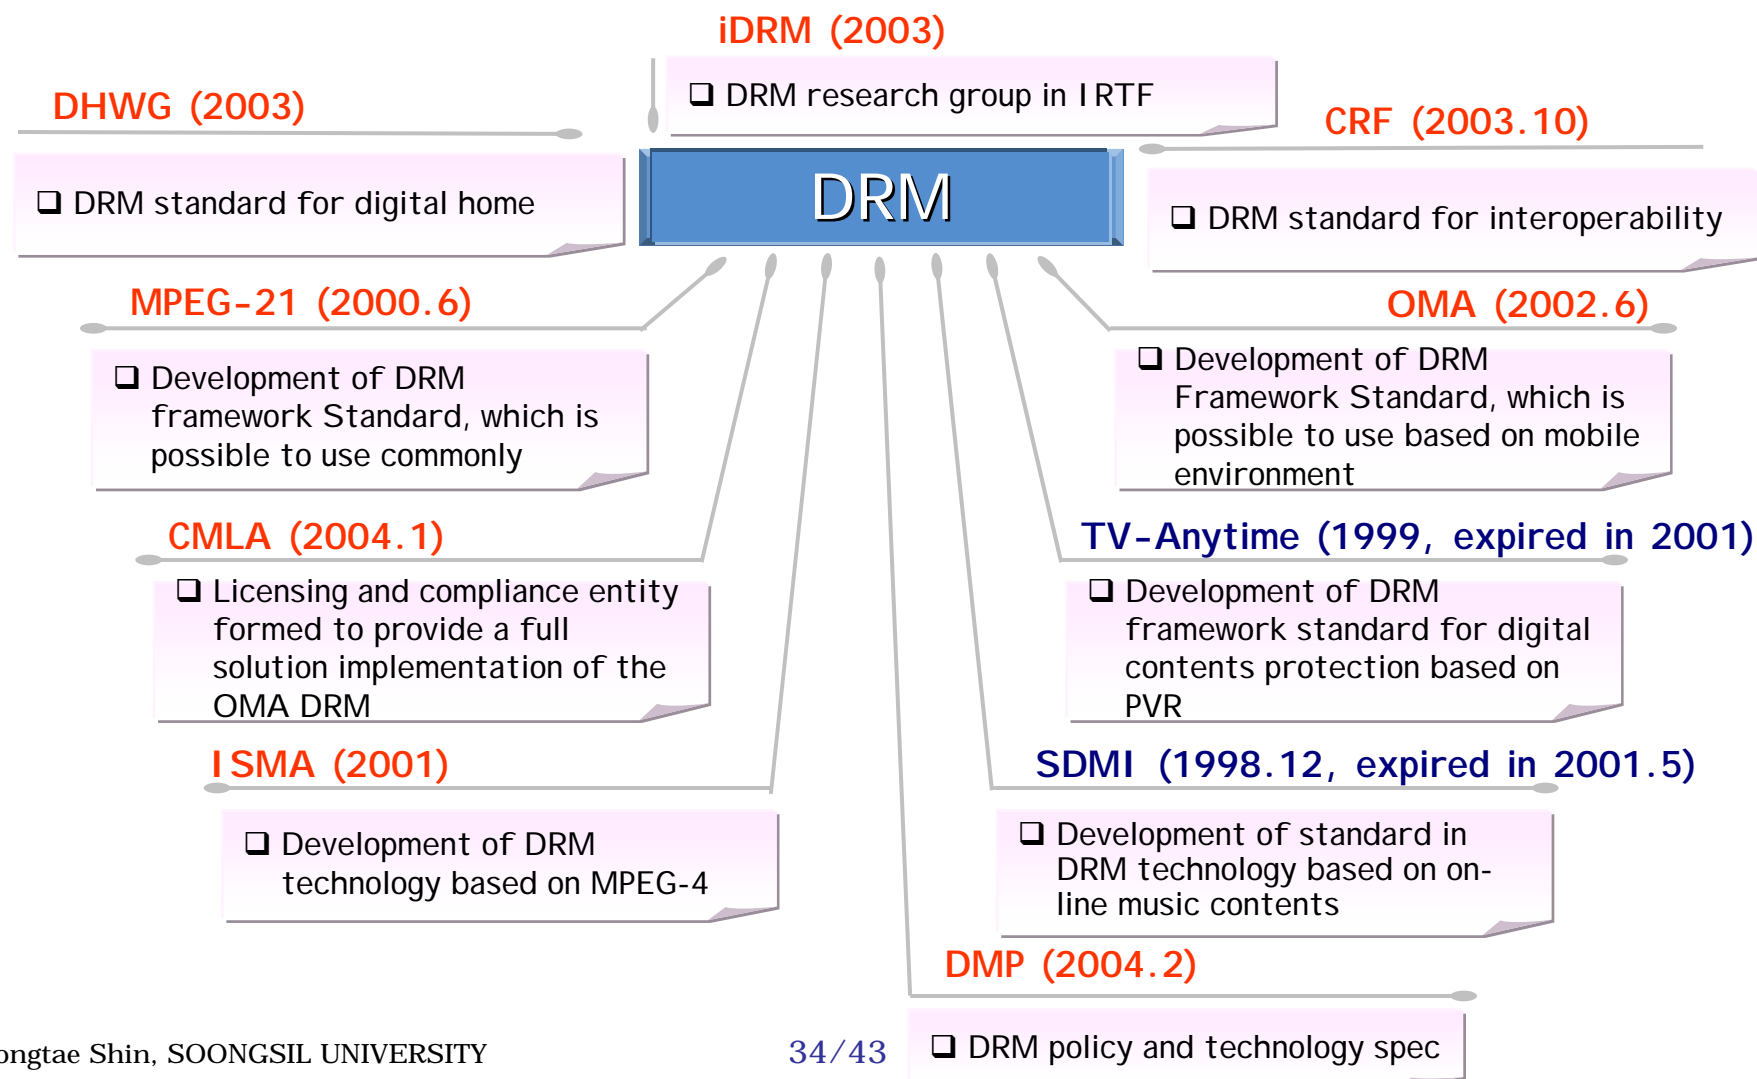 iDRM (2003)
❑ DRM research group in IRTF
DHWG (2003)
❑ DRM standard for digital home
CRF (2003.10)
❑ DRM standard for interoperability
DRM
MPEG-21 (2000.6)
❑ Development of DRM
framework Standard, which is
possible to use commonly
OMA (2002.6)
❑ Development of DRM
Framework Standard, which is
possible to use based on mobile
environment
CMLA (2004.1)
❑ Licensing and compliance entity
formed to provide a full
solution implementation of the
OMA DRM
TV-Anytime (1999, expired in 2001)
❑ Development of DRM
framework standard for digital
contents protection based on
PVR
ISMA (2001)
❑ Development of DRM
technology based on MPEG-4
SDMI (1998.12, expired in 2001.5)
❑ Development of standard in
DRM technology based on on-
line music contents
DMP (2004.2)
❑ DRM policy and technology spec
ongtae Shin, SOONGSIL UNIVERSITY
34/43